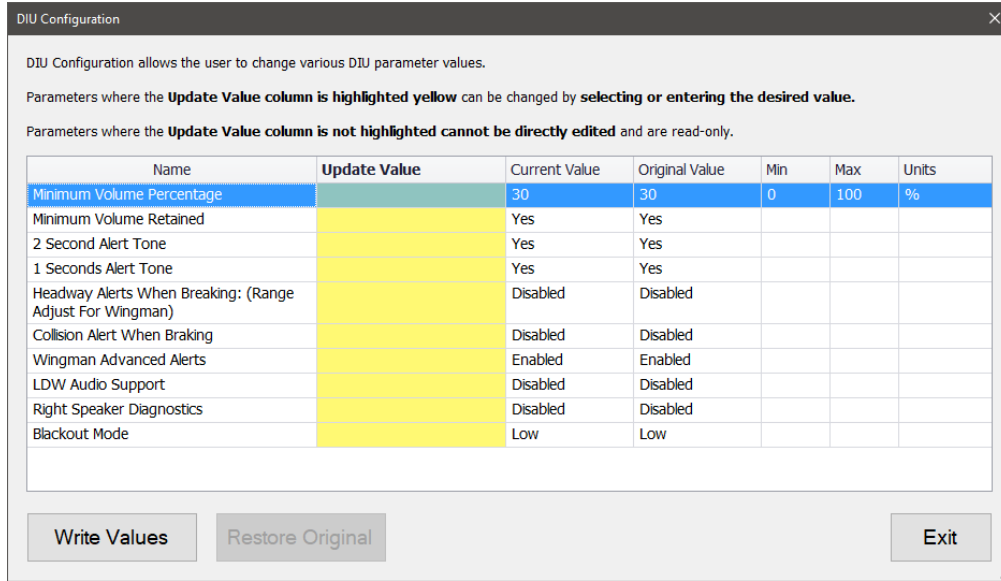 DIU Configuration
DIU Configuration allows the user to change various DIU parameter values.
Parameters where the Update Value column is highlighted yellow can be changed by selecting or entering the desired value.
Parameters where the Update Value column is not highlighted cannot be directly edited and are read-only.
Name Update Value Current Value Original Value Min Max Units
Minimum Volume Percentage 30 30 0 100 %
Minimum Volume Retained Yes Yes
2 Second Alert Tone Yes Yes
1 Seconds Alert Tone Yes Yes
Headway Alerts When Breaking: (Range Disabled Disabled
Adjust For Wingman)
Collision Alert When Braking Disabled Disabled
Wingman Advanced Alerts Enabled Enabled
LDW Audio Support Disabled Disabled
Right Speaker Diagnostics Disabled Disabled
Blackout Mode Low Low
Write Values Restore Original Exit